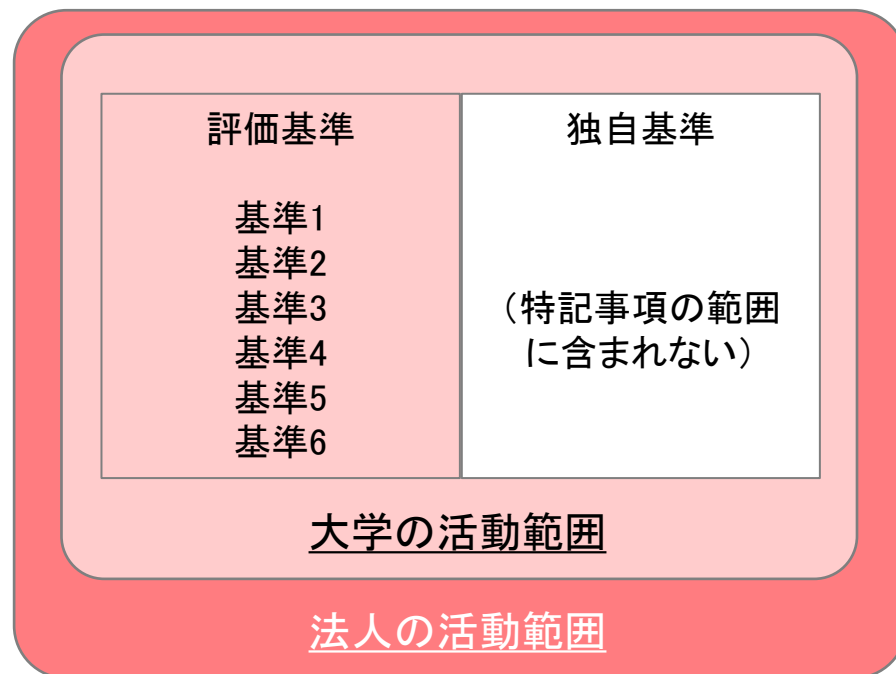 評価基準
基準1
基準2
基準3
基準4
基準5
基準6
独自基準
（特記事項の範囲
に含まれない）
大学の活動範囲
法人の活動範囲